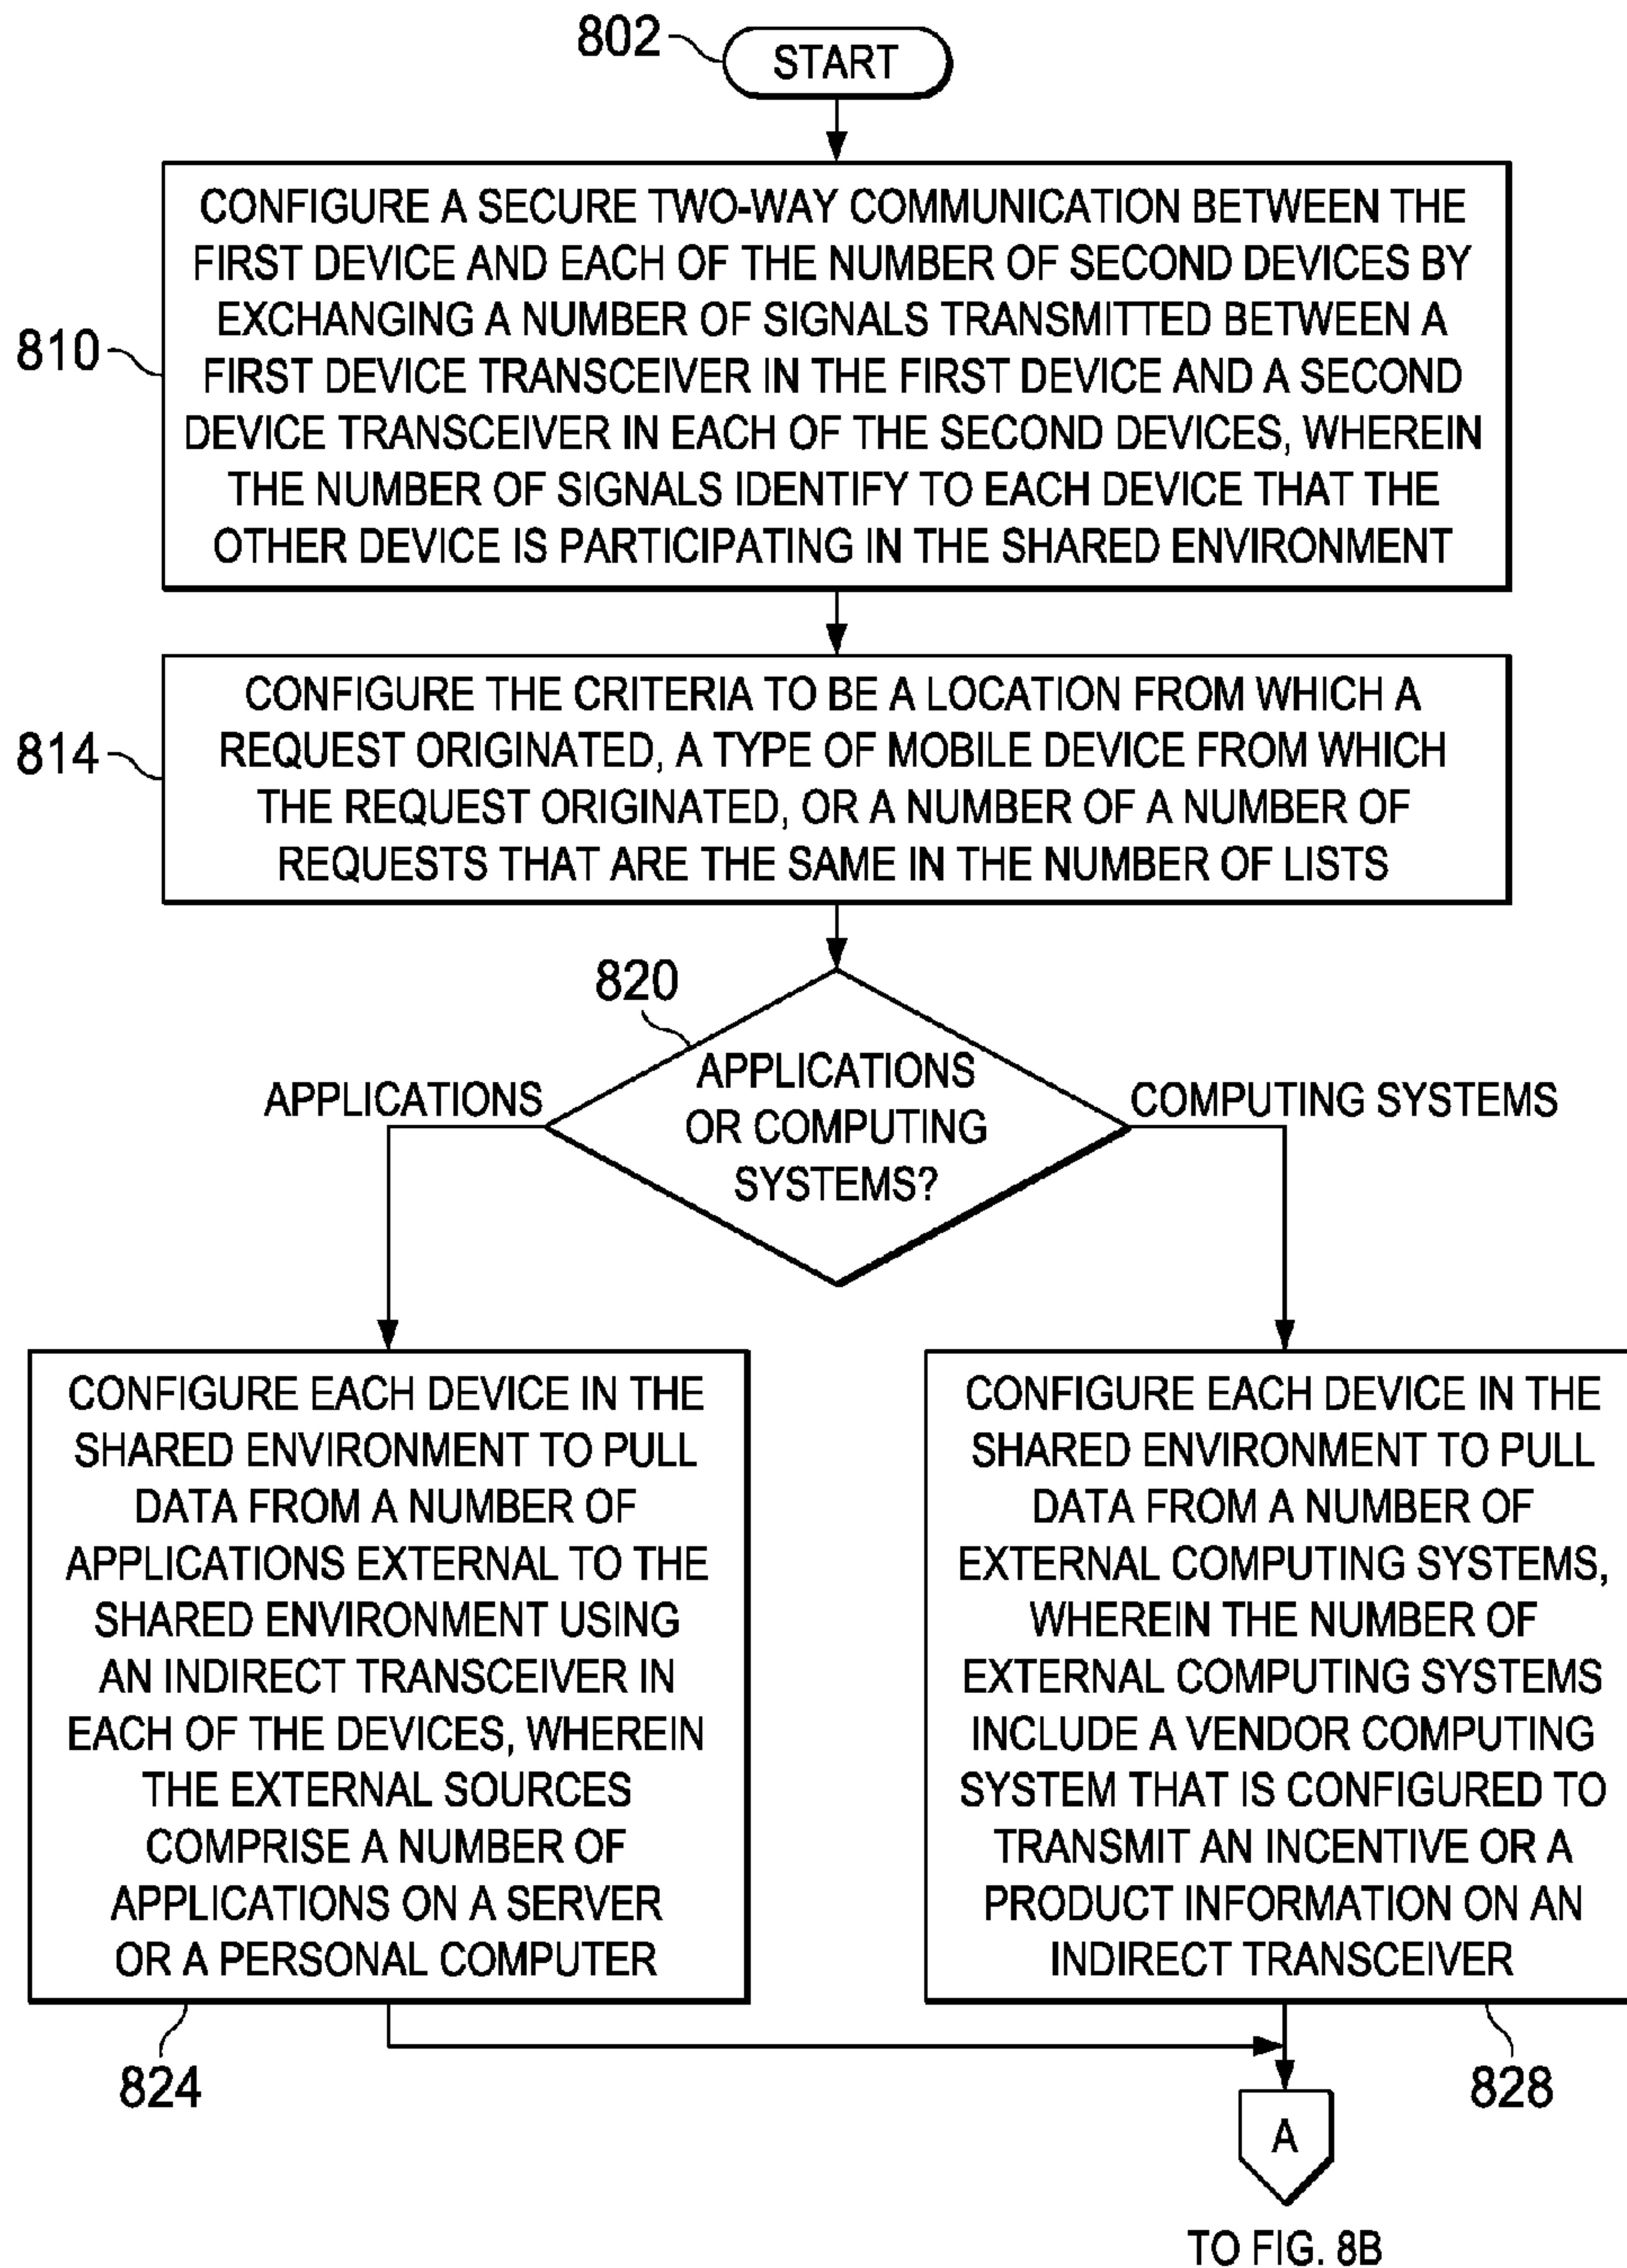 802
START
CONFIGURE A SECURE TWO-WAY COMMUNICATION BETWEEN THE
FIRST DEVICE AND EACH OF THE NUMBER OF SECOND DEVICES BY
EXCHANGING A NUMBER OF SIGNALS TRANSMITTED BETWEEN A
FIRST DEVICE TRANSCEIVER IN THE FIRST DEVICE AND A SECOND
DEVICE TRANSCEIVER IN EACH OF THE SECOND DEVICES, WHEREIN
THE NUMBER OF SIGNALS IDENTIFY TO EACH DEVICE THAT THE
OTHER DEVICE IS PARTICIPATING IN THE SHARED ENVIRONMENT
810
CONFIGURE THE CRITERIA TO BE A LOCATION FROM WHICH A
REQUEST ORIGINATED, A TYPE OF MOBILE DEVICE FROM WHICH
THE REQUEST ORIGINATED, OR A NUMBER OF A NUMBER OF
REQUESTS THAT ARE THE SAME IN THE NUMBER OF LISTS
814
820
APPLICATIONS
OR COMPUTING
SYSTEMS?
APPLICATIONS
COMPUTING SYSTEMS
CONFIGURE EACH DEVICE IN THE
SHARED ENVIRONMENT TO PULL
DATA FROM A NUMBER OF
APPLICATIONS EXTERNAL TO THE
SHARED ENVIRONMENT USING
AN INDIRECT TRANSCEIVER IN
EACH OF THE DEVICES, WHEREIN
THE EXTERNAL SOURCES
COMPRISE A NUMBER OF
APPLICATIONS ON A SERVER
OR A PERSONAL COMPUTER
824
CONFIGURE EACH DEVICE IN THE
SHARED ENVIRONMENT TO PULL
DATA FROM A NUMBER OF
EXTERNAL COMPUTING SYSTEMS,
WHEREIN THE NUMBER OF
EXTERNAL COMPUTING SYSTEMS
INCLUDE A VENDOR COMPUTING
SYSTEM THAT IS CONFIGURED TO
TRANSMIT AN INCENTIVE OR A
PRODUCT INFORMATION ON AN
INDIRECT TRANSCEIVER
828
A
TO FIG. 8B